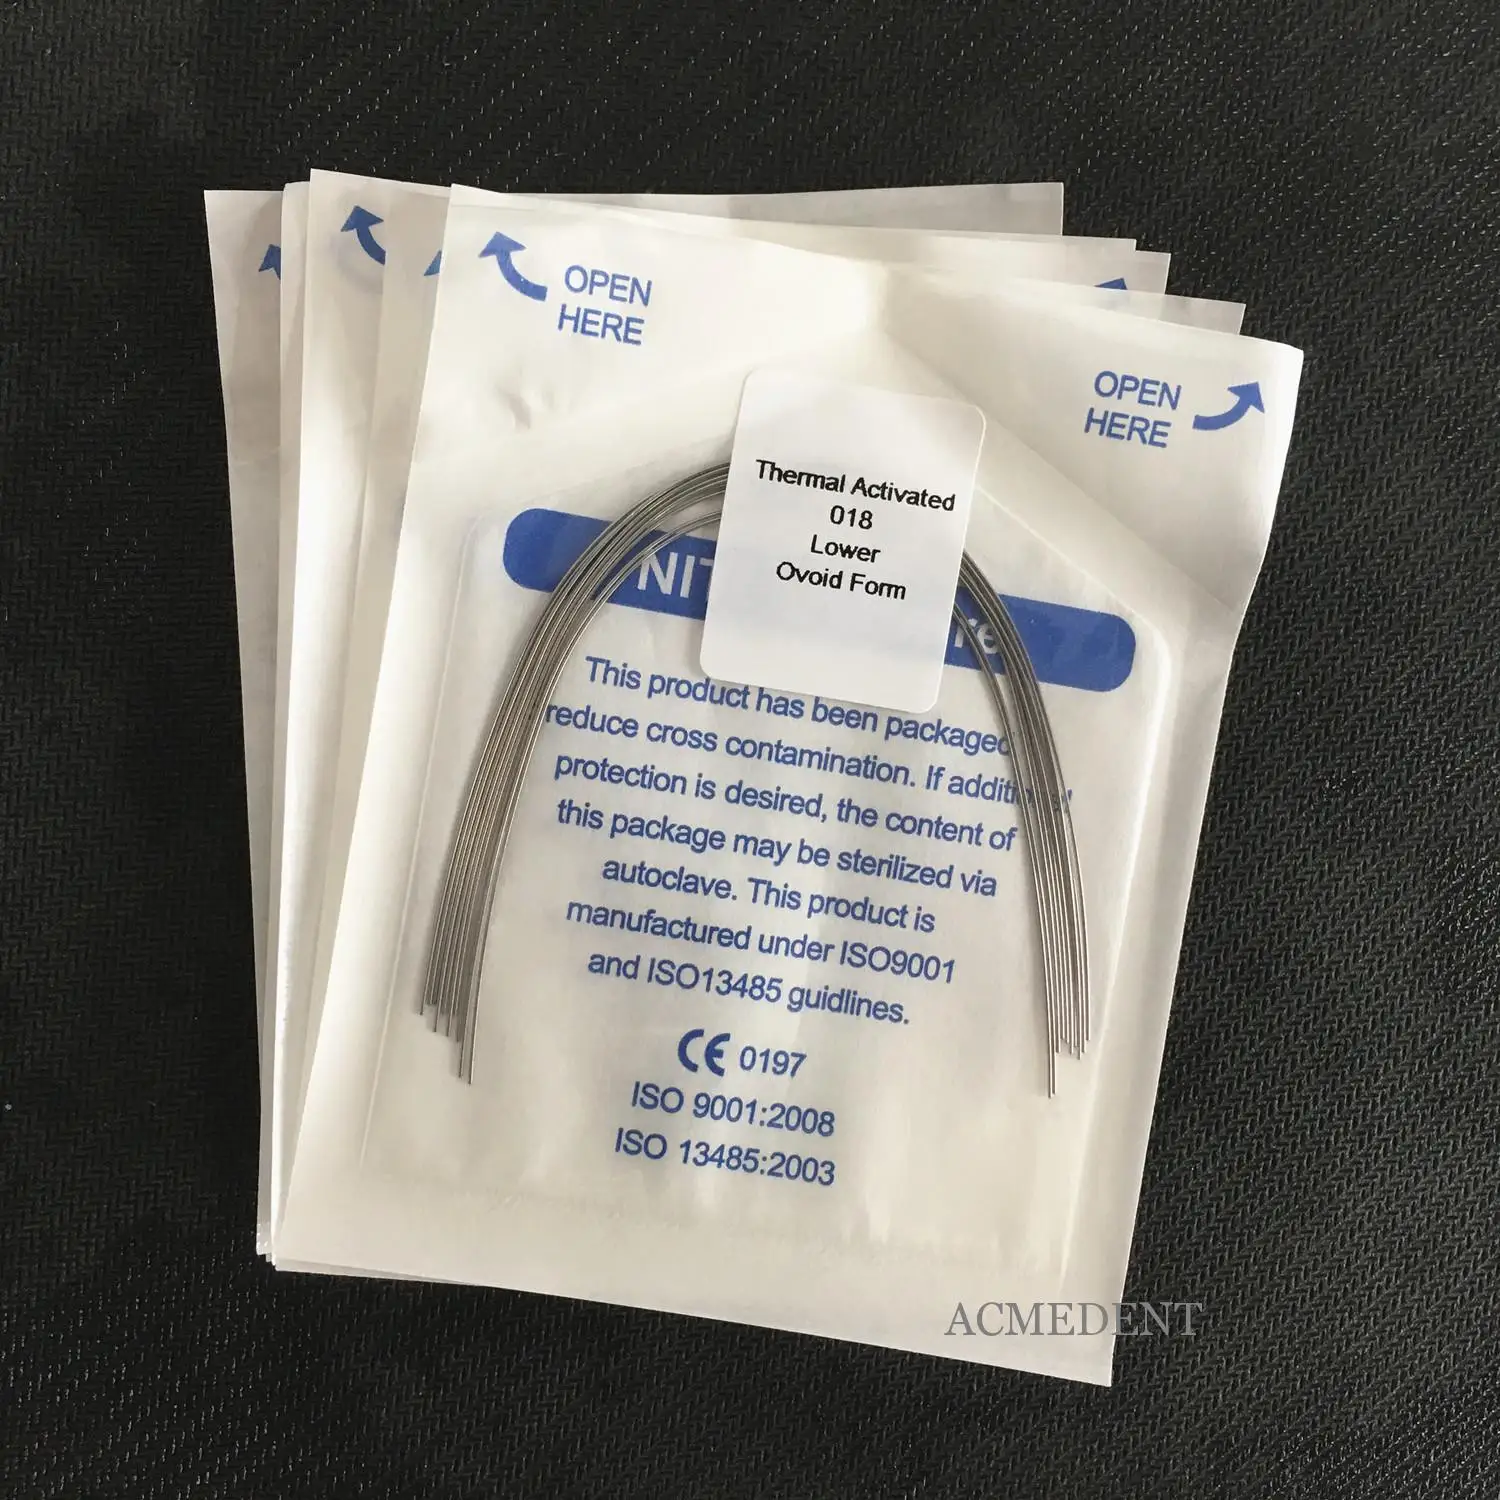 OPEN
HERE
OPEN
HERE
Thermal Activated
018
Lower
Ovoid Form
This product has been packaged
reduce cross contamination. If
protection is desired, the content of
this package may be sterilized via
autoclave. This product is
manufactured under ISO9001
and ISO13485 guidlines.
CE 0197
ISO 9001:2008
ISO 13485:2003
ACMEDENT